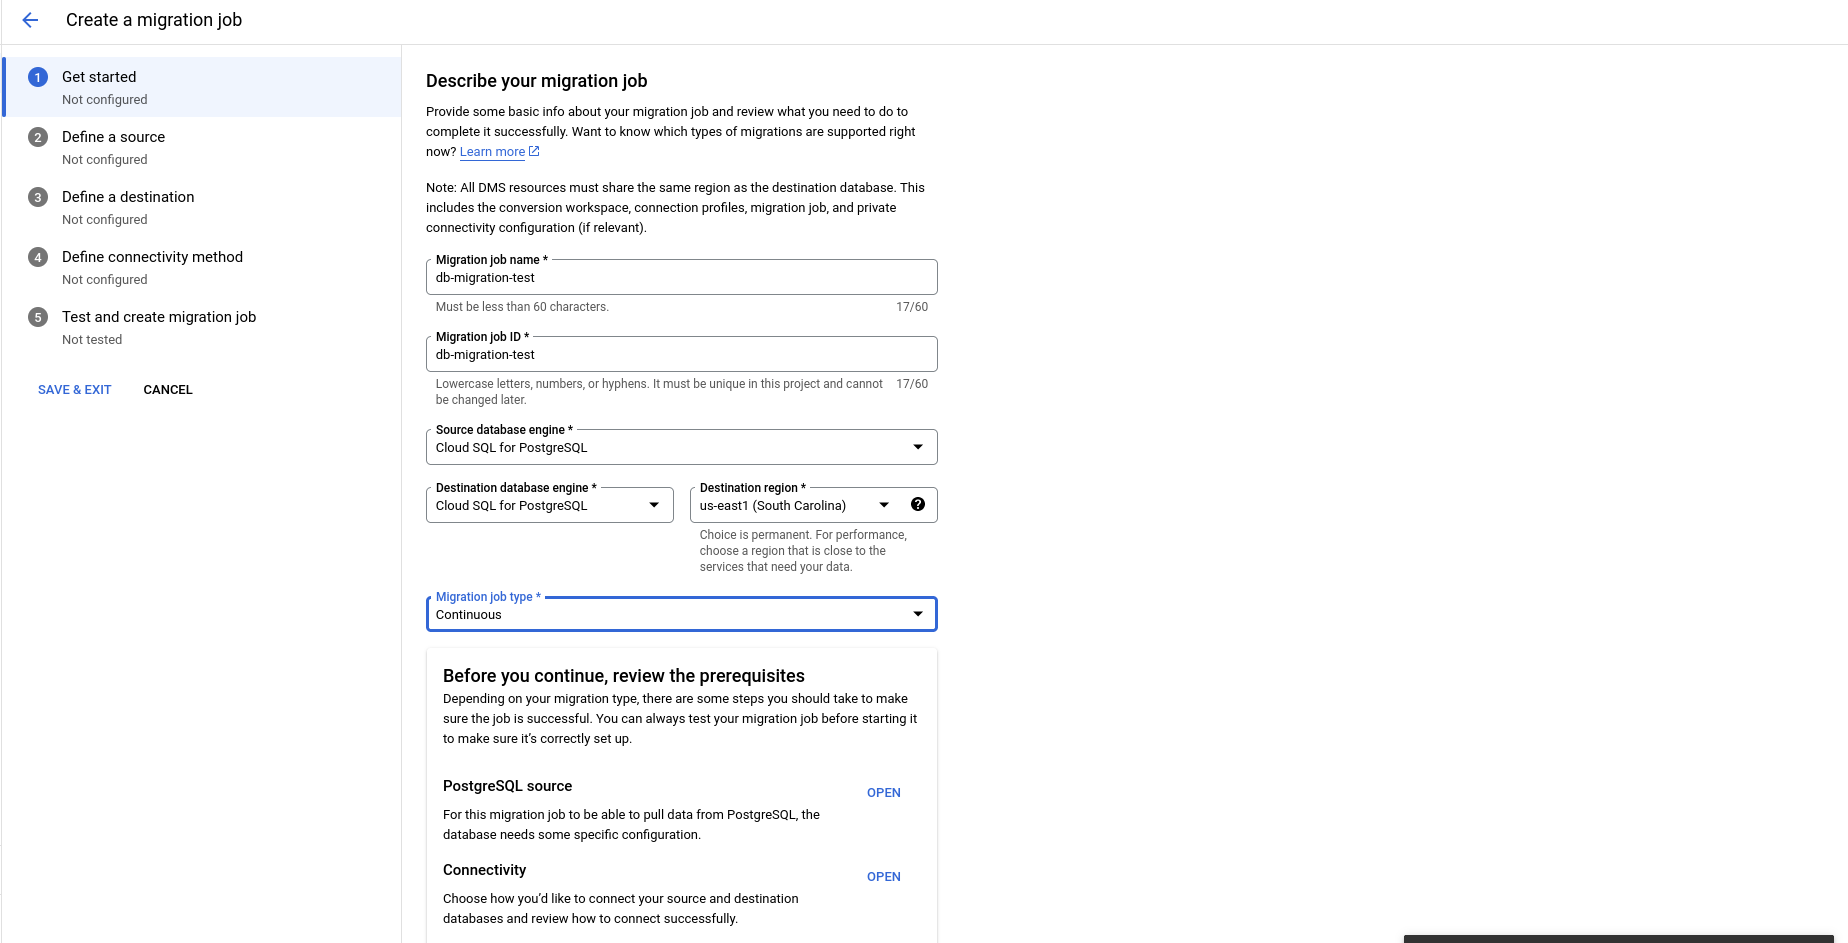 Create a migration job
1 Get started
Not configured
2 Define a source
Not configured
3 Define a destination
Not configured
4 Define connectivity method
Not configured
5 Test and create migration job
Not tested
SAVE & EXIT CANCEL
Describe your migration job
Provide some basic info about your migration job and review what you need to do to
complete it successfully. Want to know which types of migrations are supported right
now? Learn more
Note: All DMS resources must share the same region as the destination database. This
includes the conversion workspace, connection profiles, migration job, and private
connectivity configuration (if relevant).
Migration job name *
db-migration-test
Must be less than 60 characters. 17/60
Migration job ID *
db-migration-test
Lowercase letters, numbers, or hyphens. It must be unique in this project and cannot 17/60
be changed later.
Source database engine *
Cloud SQL for PostgreSQL
Destination database engine *
Cloud SQL for PostgreSQL
Destination region *
us-east1 (South Carolina) ?
Choice is permanent. For performance,
choose a region that is close to the
services that need your data.
Migration job type *
Continuous
Before you continue, review the prerequisites
Depending on your migration type, there are some steps you should take to make
sure the job is successful. You can always test your migration job before starting it
to make sure it's correctly set up.
PostgreSQL source
OPEN
For this migration job to be able to pull data from PostgreSQL, the
database needs some specific configuration.
Connectivity
OPEN
Choose how you'd like to connect your source and destination
databases and review how to connect successfully.